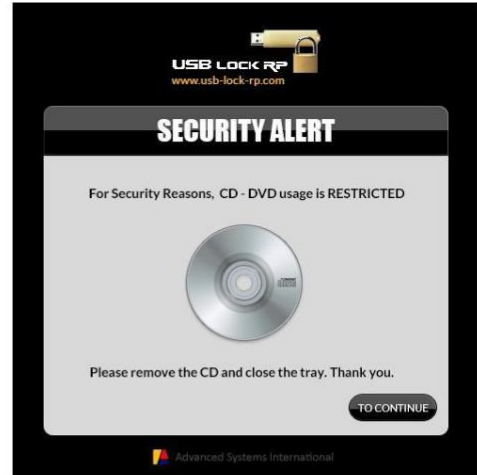 USB LOCK RP
www.usb-lock-rp.com
SECURITY ALERT
For Security Reasons, CD - DVD usage is RESTRICTED
Please remove the CD and close the tray. Thank you.
TO CONTINUE
Advanced Systems International